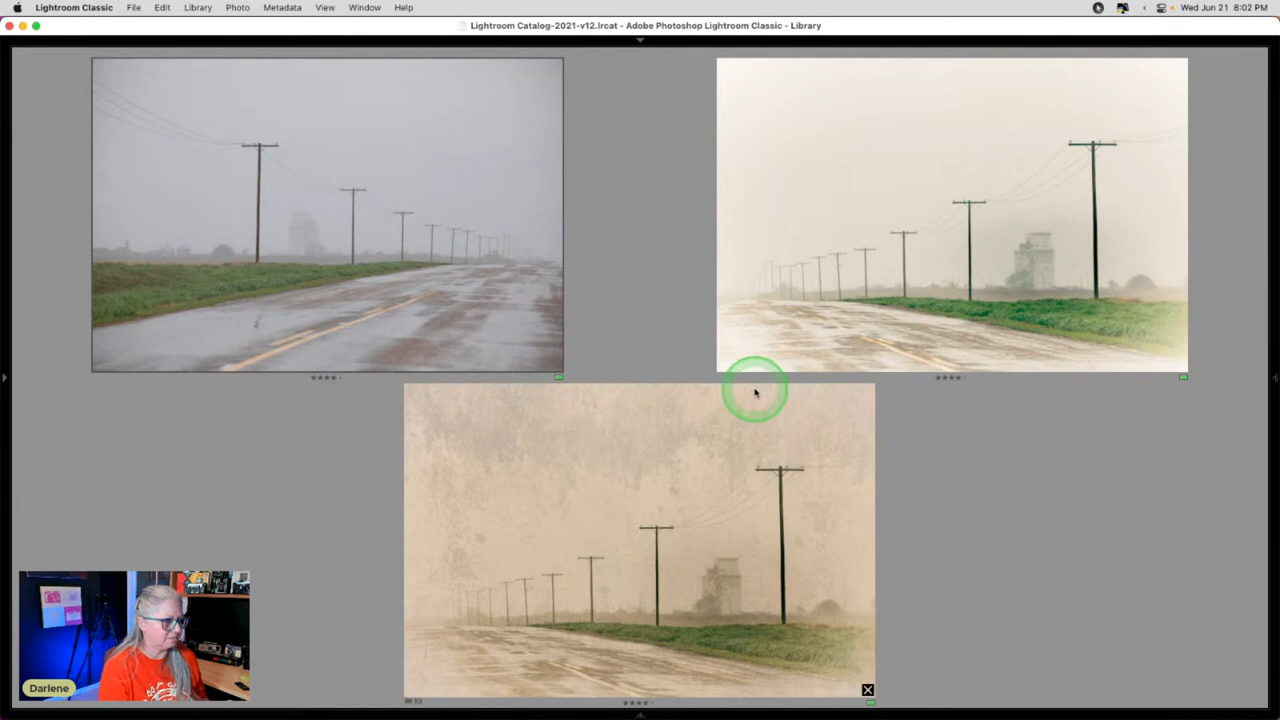 Lightroom Classic File Edit Library Photo Metadata View Window Help Wed Jun 21 8:02 PM
Lightroom Catalog-2021-v12.lrcat - Adobe Photoshop Lightroom Classic - Library
Darlene